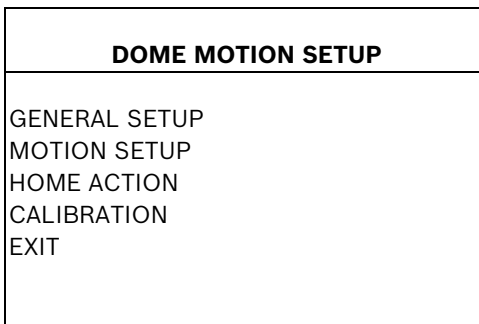 DOME MOTION SETUP
GENERAL SETUP
MOTION SETUP
HOME ACTION
CALIBRATION
EXIT